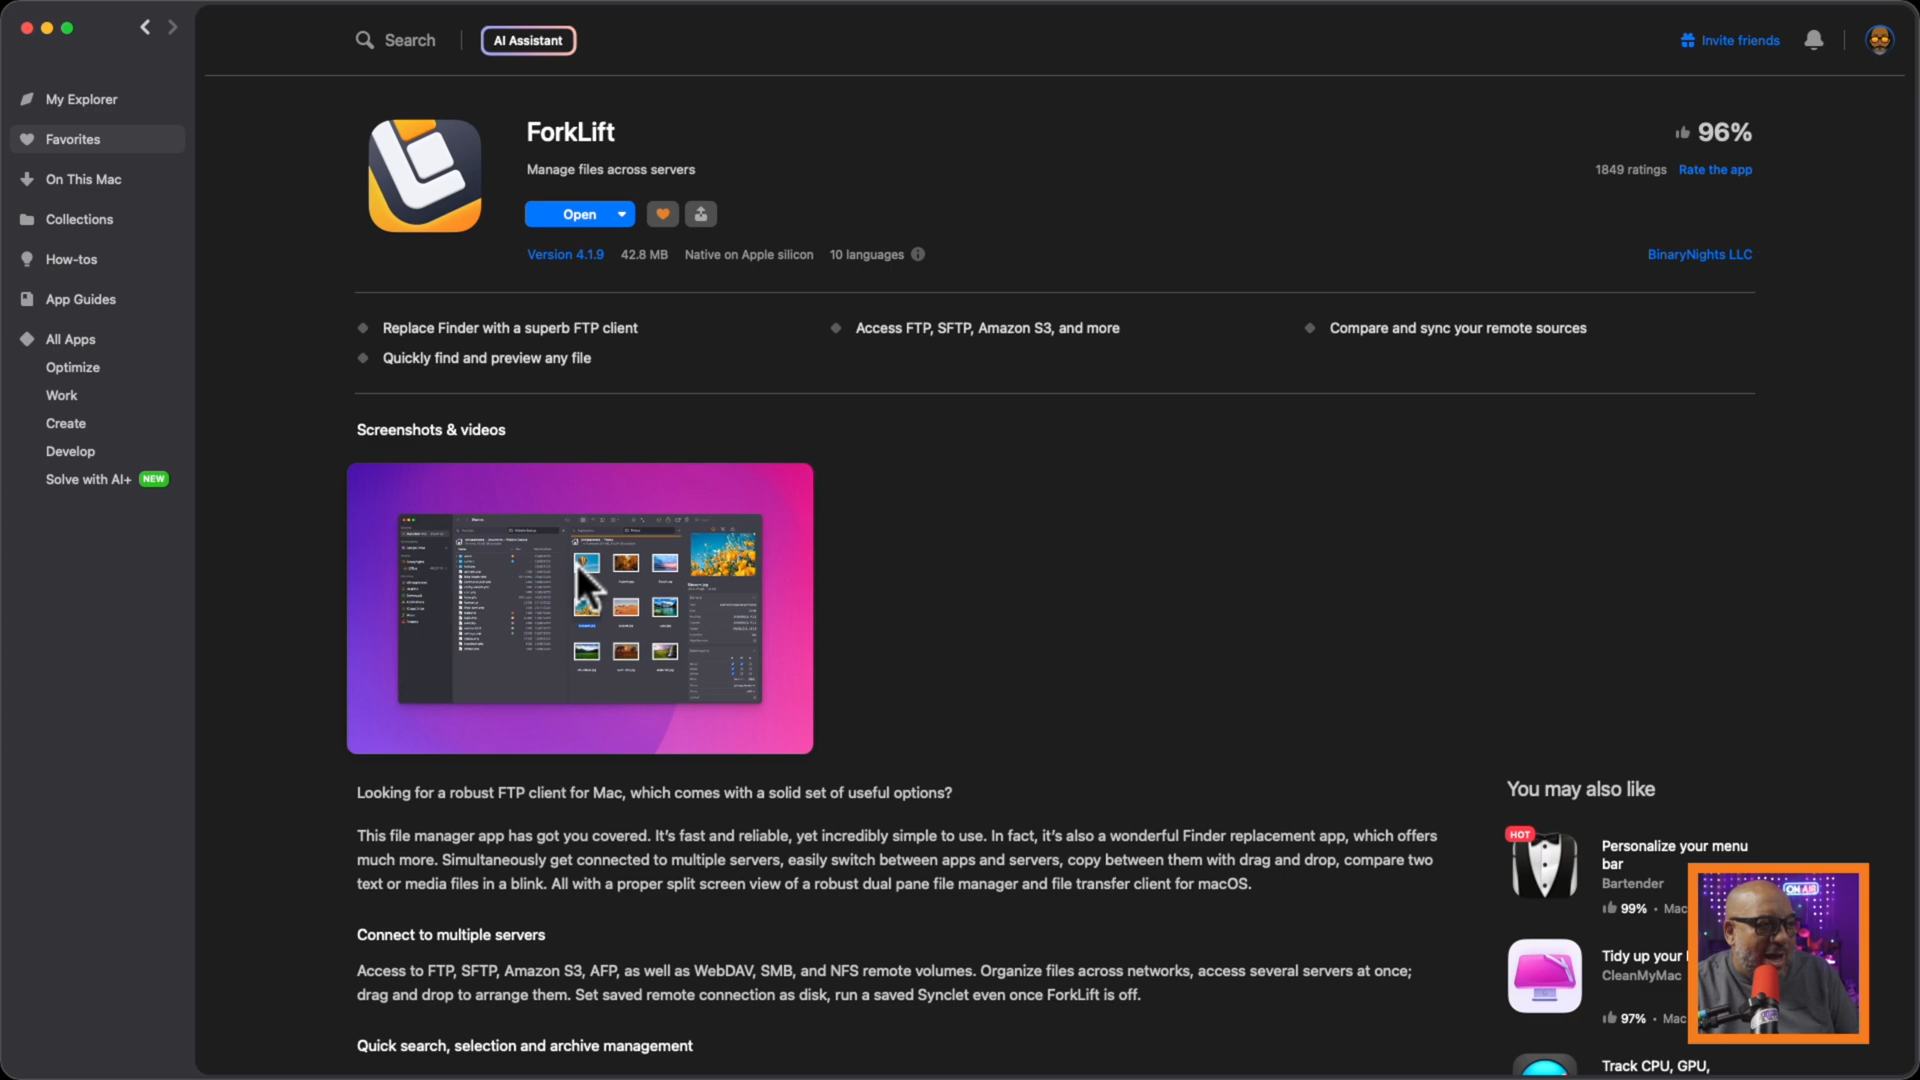 Search
AI Assistant
Invite friends
My Explorer
Favorites
On This Mac
Collections
How-tos
App Guides
All Apps
Optimize
Work
Create
Develop
Solve with AI+ NEW
ForkLift
Manage files across servers
Open
96%
1849 ratings Rate the app
Version 4.1.9 42.8 MB Native on Apple silicon 10 languages
BinaryNights LLC
Replace Finder with a superb FTP client
Access FTP, SFTP, Amazon S3, and more
Compare and sync your remote sources
Quickly find and preview any file
Screenshots & videos
Looking for a robust FTP client for Mac, which comes with a solid set of useful options?
This file manager app has got you covered. It's fast and reliable, yet incredibly simple to use. In fact, it's also a wonderful Finder replacement app, which offers
much more. Simultaneously get connected to multiple servers, easily switch between apps and servers, copy between them with drag and drop, compare two
text or media files in a blink. All with a proper split screen view of a robust dual pane file manager and file transfer client for macOS.
Connect to multiple servers
Access to FTP, SFTP, Amazon S3, AFP, as well as WebDAV, SMB, and NFS remote volumes. Organize files across networks, access several servers at once;
drag and drop to arrange them. Set saved remote connection as disk, run a saved Synclet even once ForkLift is off.
Quick search, selection and archive management
You may also like
HOT
Personalize your menu
bar
Bartender
99% • Mac
Tidy up your
CleanMyMac
97% • Mac
Track CPU, GPU,
ON AIR